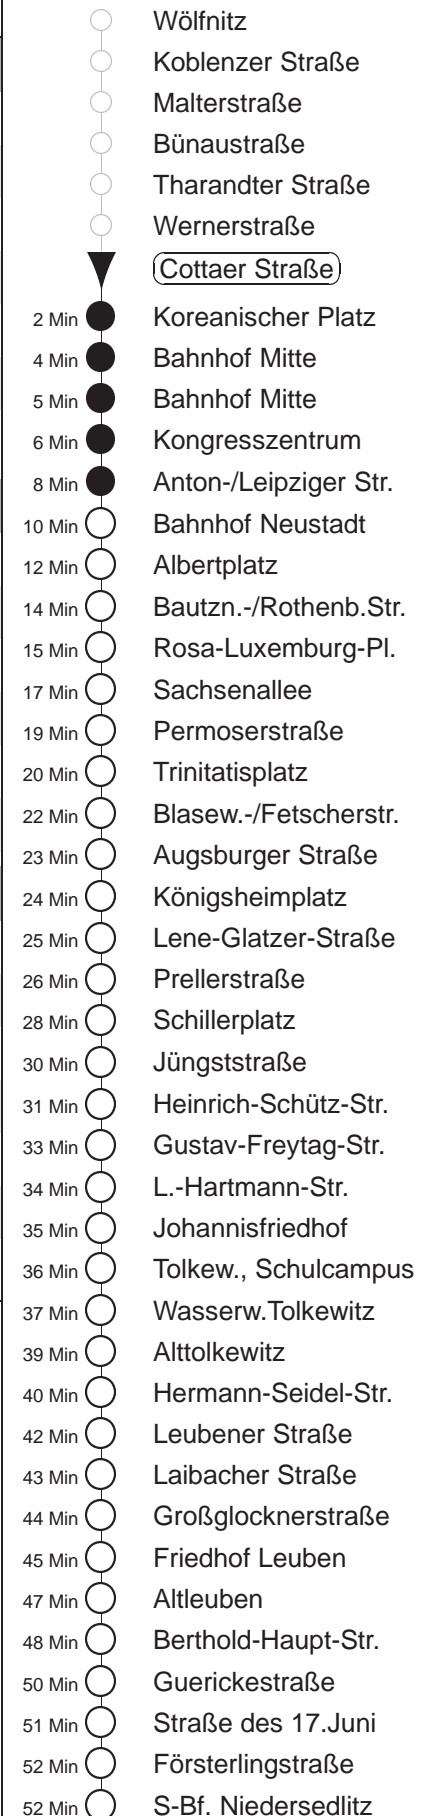 Wölfnitz
Koblenzer Straße
Malterstraße
Bünaustraße
Tharandter Straße
Wernerstraße
Cottaer Straße
2 Min Koreanischer Platz
4 Min Bahnhof Mitte
5 Min Bahnhof Mitte
6 Min Kongresszentrum
8 Min Anton-/Leipziger Str.
10 Min Bahnhof Neustadt
12 Min Albertplatz
14 Min Bautzn.-/Rothenb.Str.
15 Min Rosa-Luxemburg-Pl.
17 Min Sachsenallee
19 Min Permoserstraße
20 Min Trinitatisplatz
22 Min Blasew.-/Fetscherstr.
23 Min Augsburger Straße
24 Min Königsheimplatz
25 Min Lene-Glatzer-Straße
26 Min Prellerstraße
28 Min Schillerplatz
30 Min Jüngststraße
31 Min Heinrich-Schütz-Str.
33 Min Gustav-Freytag-Str.
34 Min L.-Hartmann-Str.
35 Min Johannisfriedhof
36 Min Tolkew., Schulcampus
37 Min Wasserw.Tolkewitz
39 Min Alttolkewitz
40 Min Hermann-Seidel-Str.
42 Min Leubener Straße
43 Min Laibacher Straße
44 Min Großglocknerstraße
45 Min Friedhof Leuben
47 Min Altleuben
48 Min Berthold-Haupt-Str.
50 Min Guerickestraße
51 Min Straße des 17.Juni
52 Min Försterlingstraße
52 Min S-Bf. Niedersedlitz